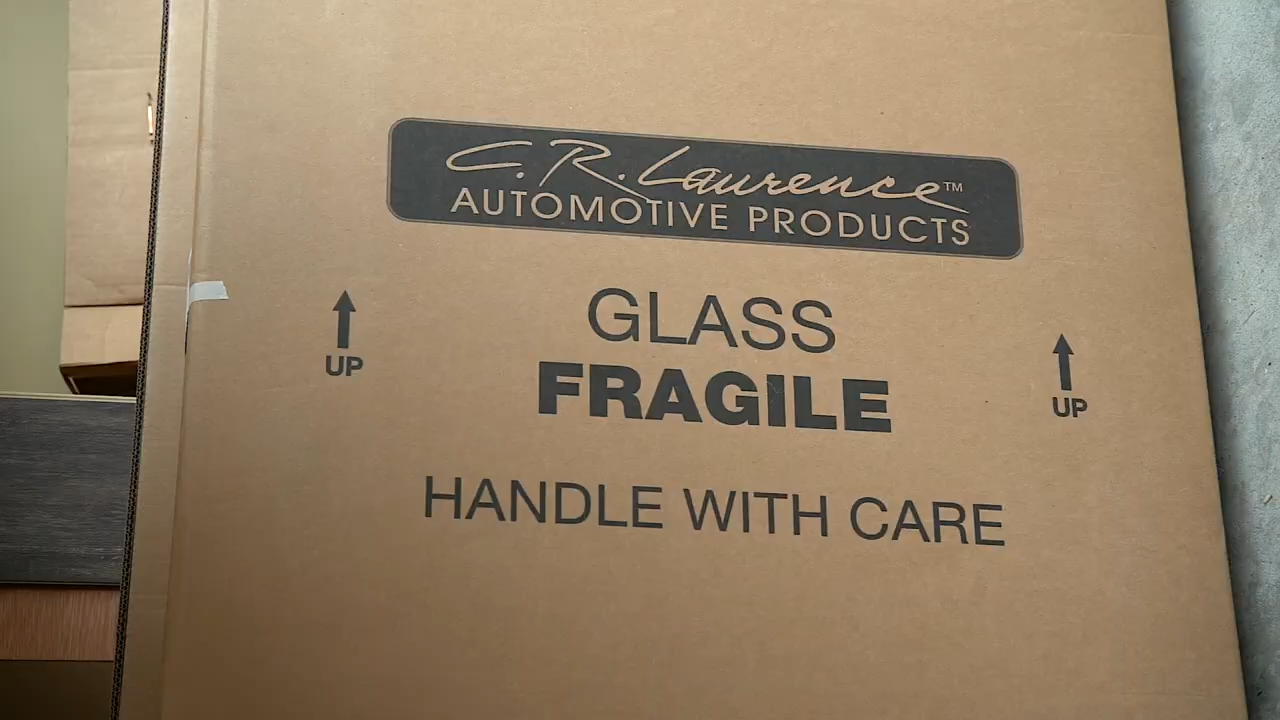 C.R. Laurence™
AUTOMOTIVE PRODUCTS
GLASS
FRAGILE
UP
UP
HANDLE WITH CARE